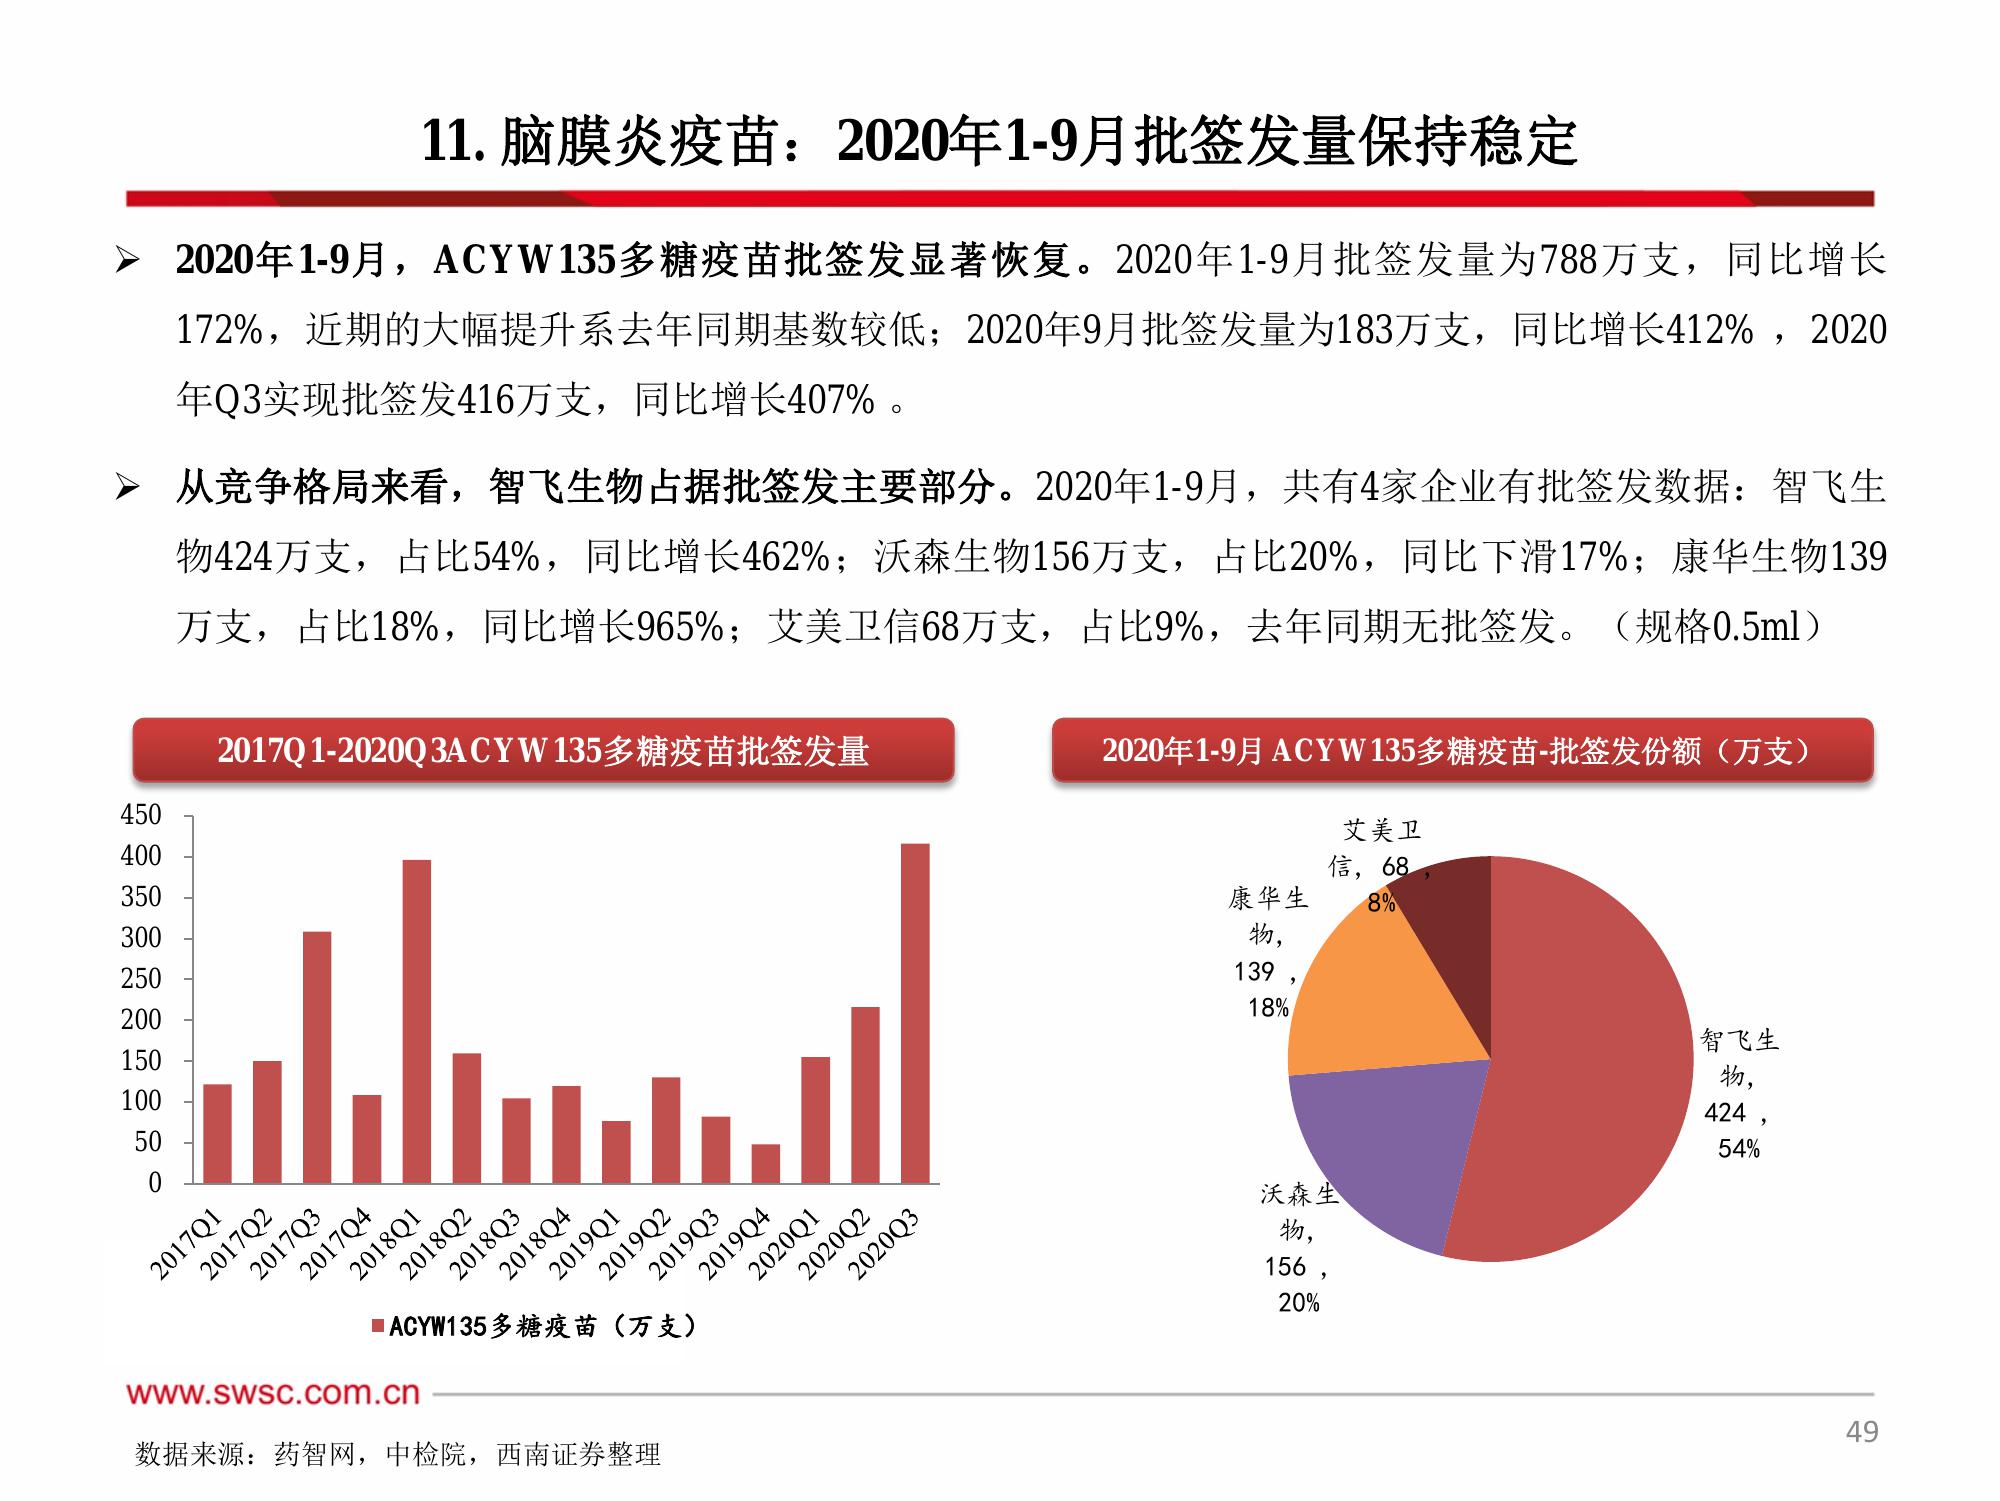 11. 脑膜炎疫苗：2020年1-9月批签发量保持稳定
➢ 2020年1-9月，ACYW135多糖疫苗批签发显著恢复。2020年1-9月批签发量为788万支，同比增长
172%，近期的大幅提升系去年同期基数较低；2020年9月批签发量为183万支，同比增长412% ，2020
年Q3实现批签发416万支，同比增长407% 。
➢ 从竞争格局来看，智飞生物占据批签发主要部分。2020年1-9月，共有4家企业有批签发数据：智飞生
物424万支，占比54%，同比增长462%；沃森生物156万支，占比20%，同比下滑17%；康华生物139
万支，占比18%，同比增长965%；艾美卫信68万支，占比9%，去年同期无批签发。（规格0.5ml）
2017Q1-2020Q3ACYW135多糖疫苗批签发量
450
400
350
300
250
200
150
100
50
0
2017Q1
2017Q2
2017Q3
2017Q4
2018Q1
2018Q2
2018Q3
2018Q4
2019Q1
2019Q2
2019Q3
2019Q4
2020Q1
2020Q2
2020Q3
ACYW135多糖疫苗（万支）
2020年1-9月 ACYW135多糖疫苗-批签发份额（万支）
艾美卫
信, 68 ,
8%
康华生
物,
139 ,
18%
智飞生
物,
424 ,
54%
沃森生
物,
156 ,
20%
www.swsc.com.cn
49
数据来源：药智网，中检院，西南证券整理